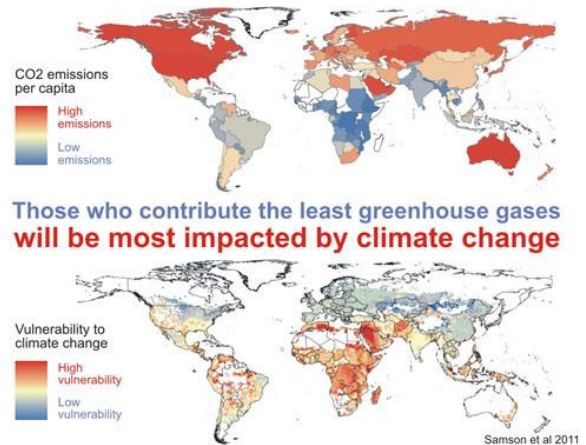 CO2 emissions
per capita
High
emissions
Low
emissions
Those who contribute the least greenhouse gases
will be most impacted by climate change
Vulnerability to
climate change
High
vulnerability
Low
vulnerability
Samson et al 2011